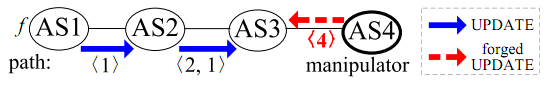 f AS1 AS2 AS3 AS4 UPDATE
path: ⟨1⟩ ⟨2, 1⟩ ⟨4⟩ manipulator forged
UPDATE